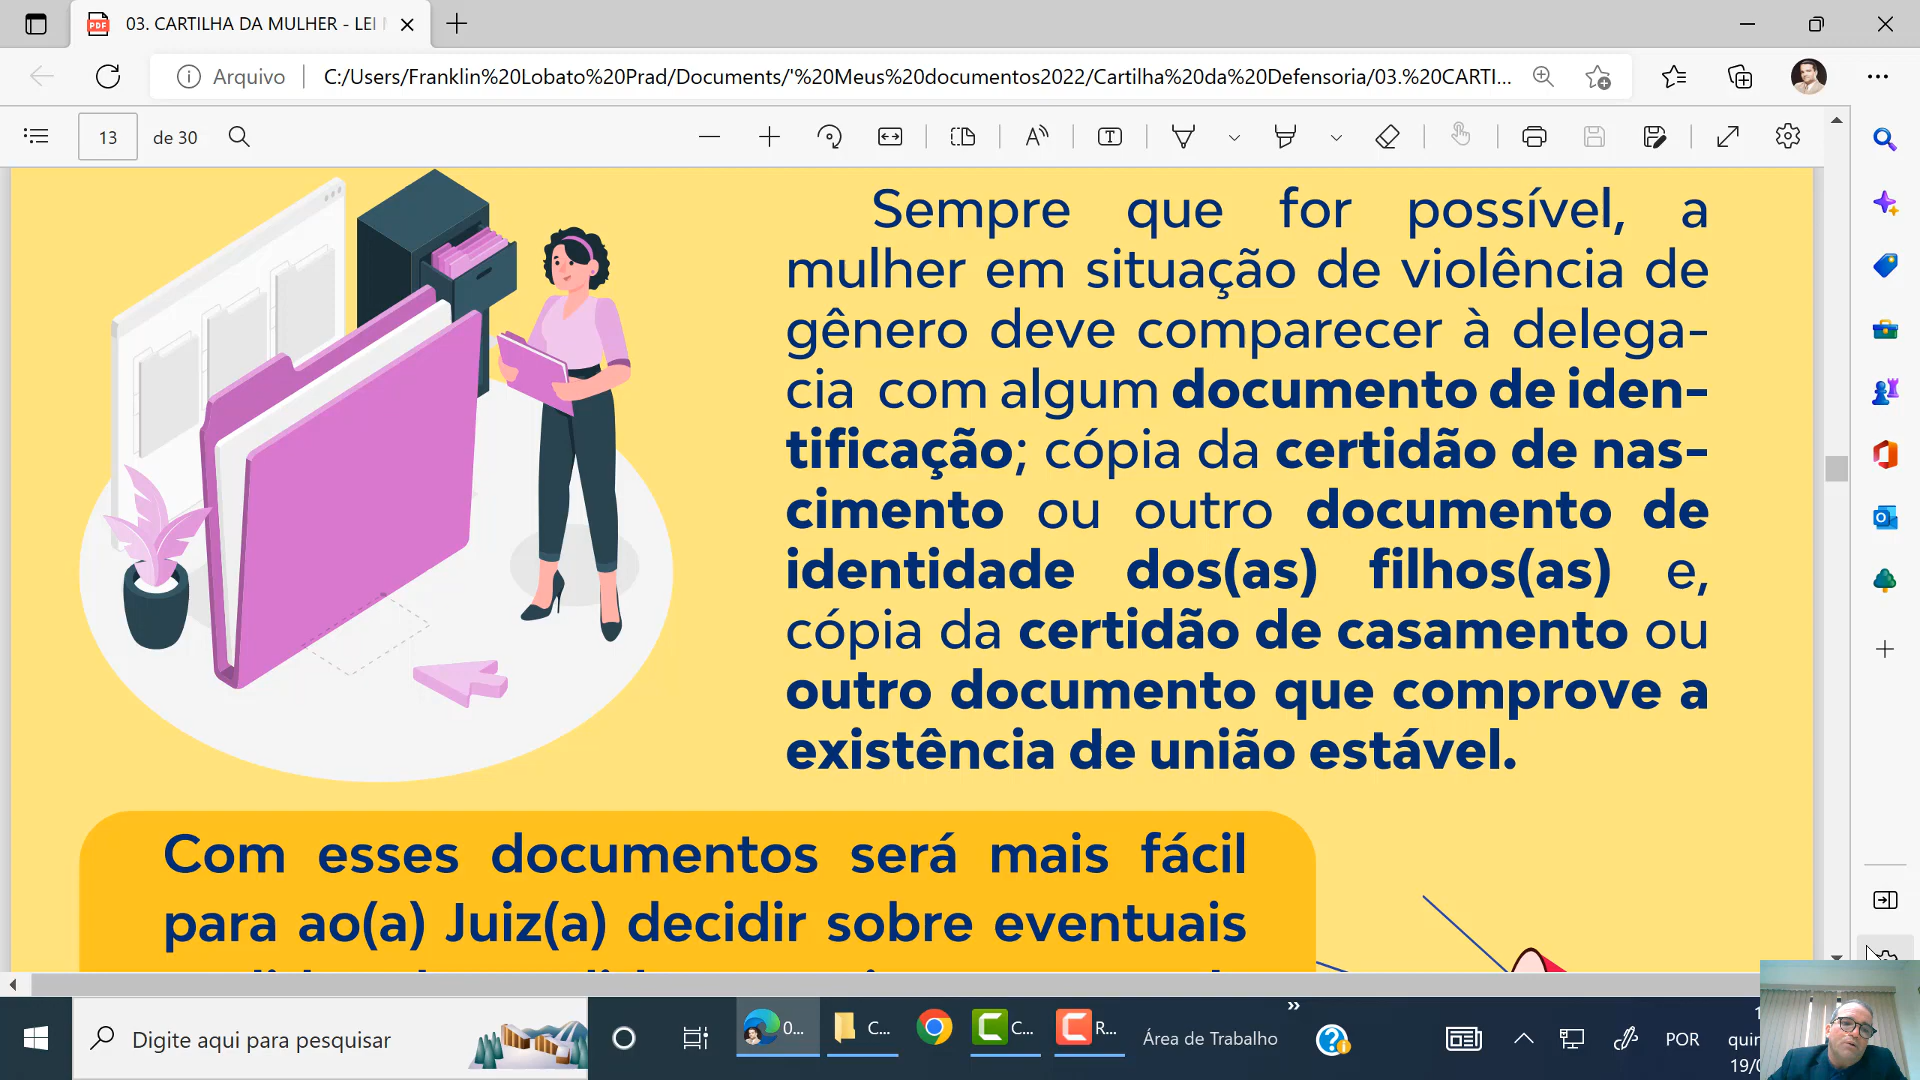 03. CARTILHA DA MULHER - LEI
Arquivo
C:/Users/Franklin%20Lobato%20Prad/Documents/'%20Meus%20documentos2022/Cartilha%20da%20Defensoria/03.%20CARTI...
13 de 30
Sempre que for possível, a
mulher em situação de violência de
gênero deve comparecer à delega-
cia com algum documento de iden-
tificação; cópia da certidão de nas-
cimento ou outro documento de
identidade dos(as) filhos(as) e,
cópia da certidão de casamento ou
outro documento que comprove a
existência de união estável.
Com esses documentos será mais fácil
para ao(a) Juiz(a) decidir sobre eventuais
Digite aqui para pesquisar
0...
C...
C...
R...
Área de Trabalho
POR